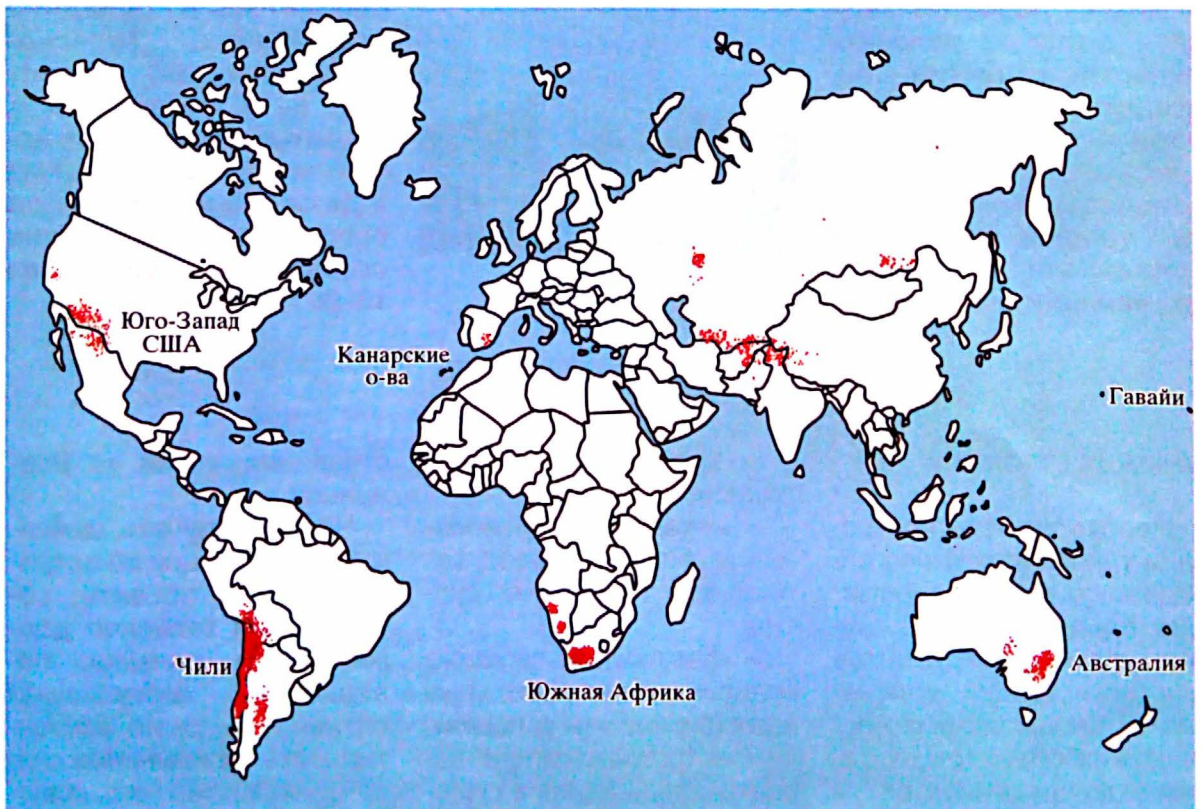 Юго-Запад
США
Канарские
о-ва
Гавайи
Чили
Южная Африка
Австралия